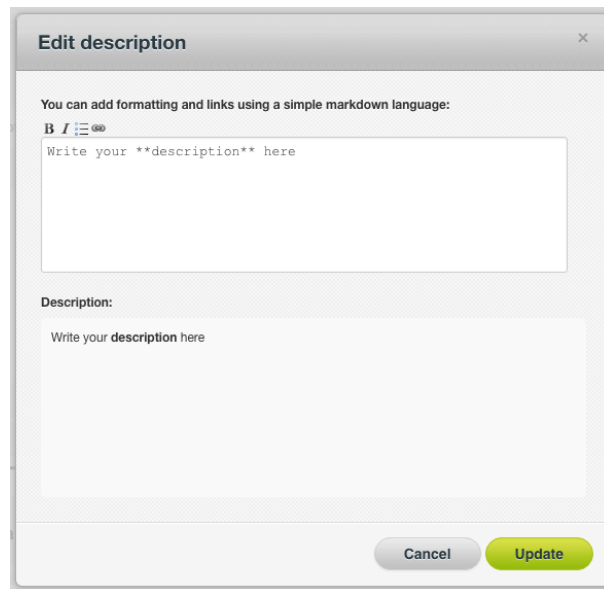 Edit description
×
You can add formatting and links using a simple markdown language:
B I
Write your **description** here
Description:
Write your description here
Cancel Update